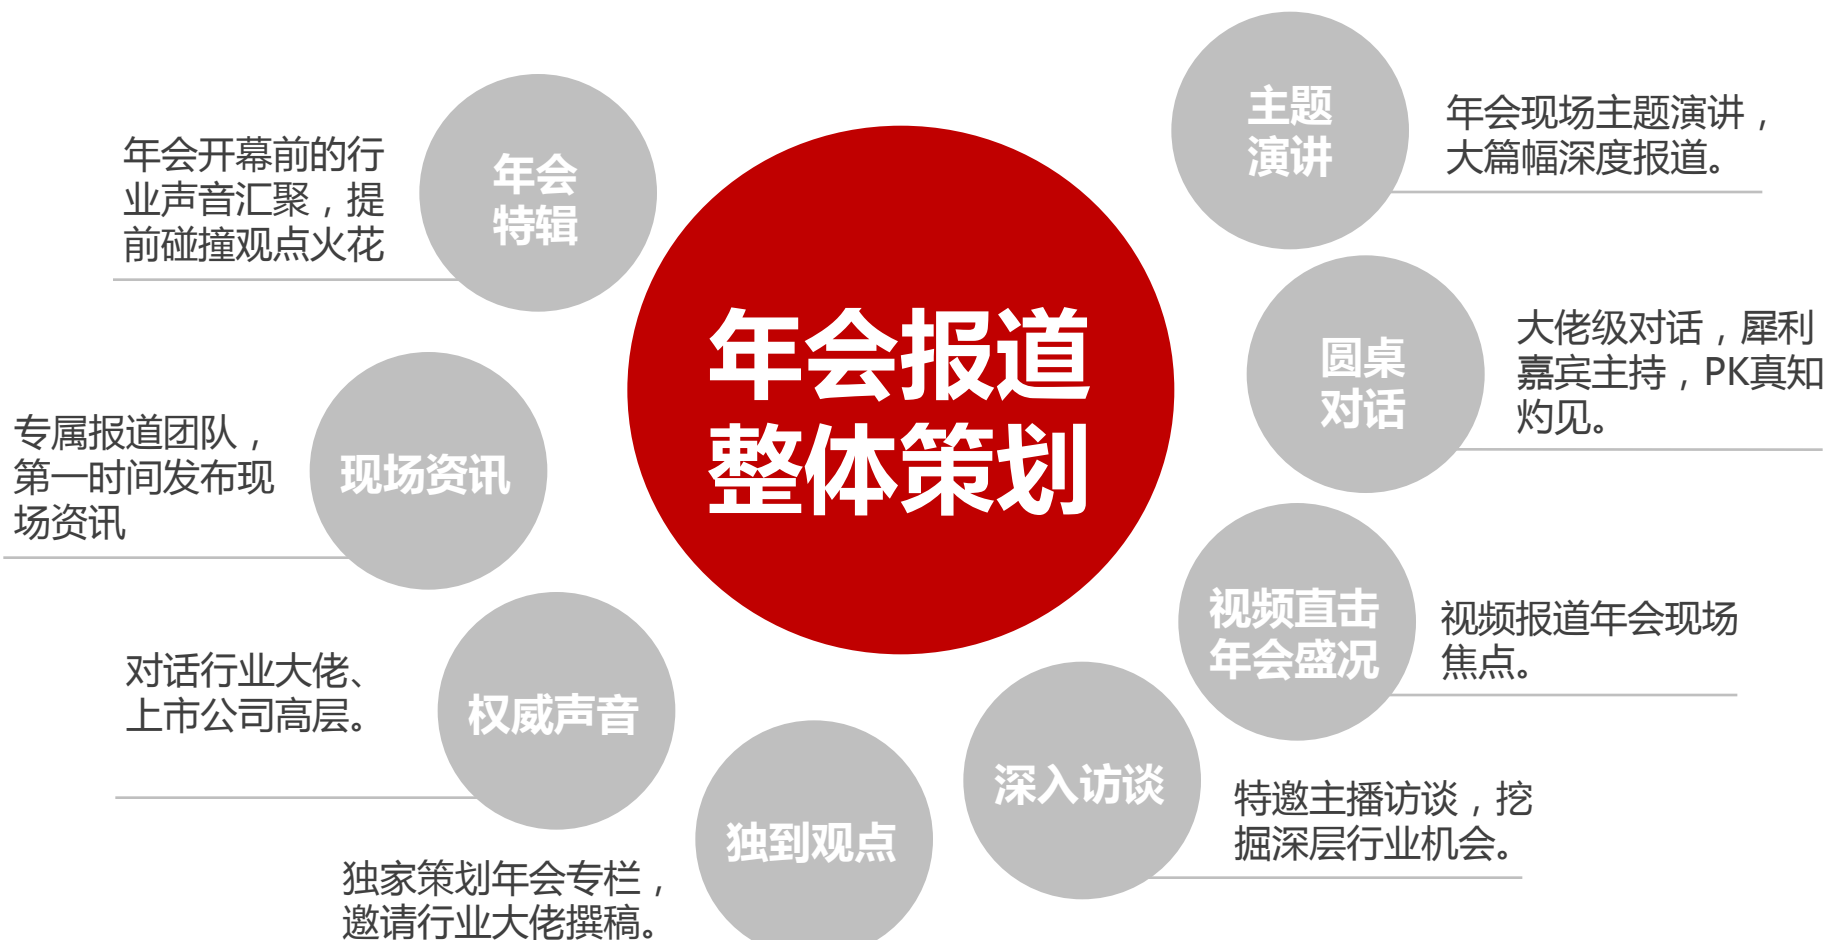 年会报道
整体策划
年会
特辑
年会开幕前的行
业声音汇聚，提
前碰撞观点火花
现场资讯
专属报道团队，
第一时间发布现
场资讯
权威声音
对话行业大佬、
上市公司高层。
独到观点
独家策划年会专栏，
邀请行业大佬撰稿。
深入访谈
特邀主播访谈，挖
掘深层行业机会。
视频直击
年会盛况
视频报道年会现场
焦点。
圆桌
对话
大佬级对话，犀利
嘉宾主持，PK真知
灼见。
主题
演讲
年会现场主题演讲，
大篇幅深度报道。